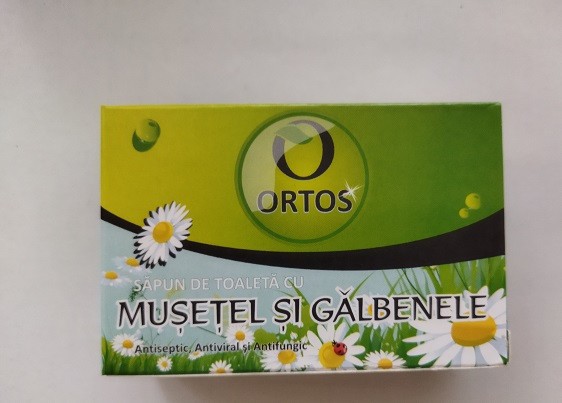 ORTOS
SĂPUN DE TOALETĂ CU
MUȘEȚEL ȘI GĂLBENELE
Antiseptic, Antiviral și Antifungic